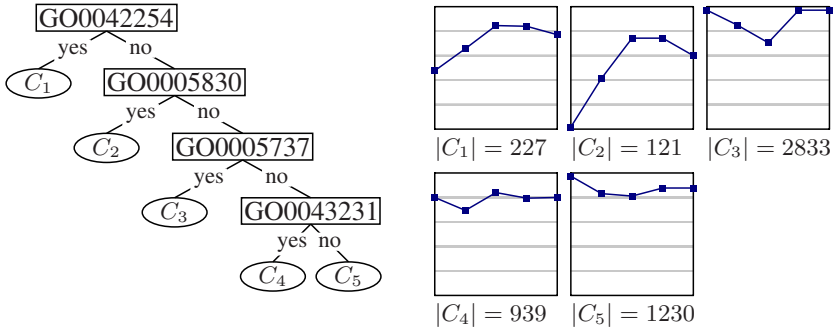 GO0042254
yes no
C1 GO0005830
yes no
C2 GO0005737
yes no
C3 GO0043231
yes no
C4 C5
|C1| = 227 |C2| = 121 |C3| = 2833
|C4| = 939 |C5| = 1230